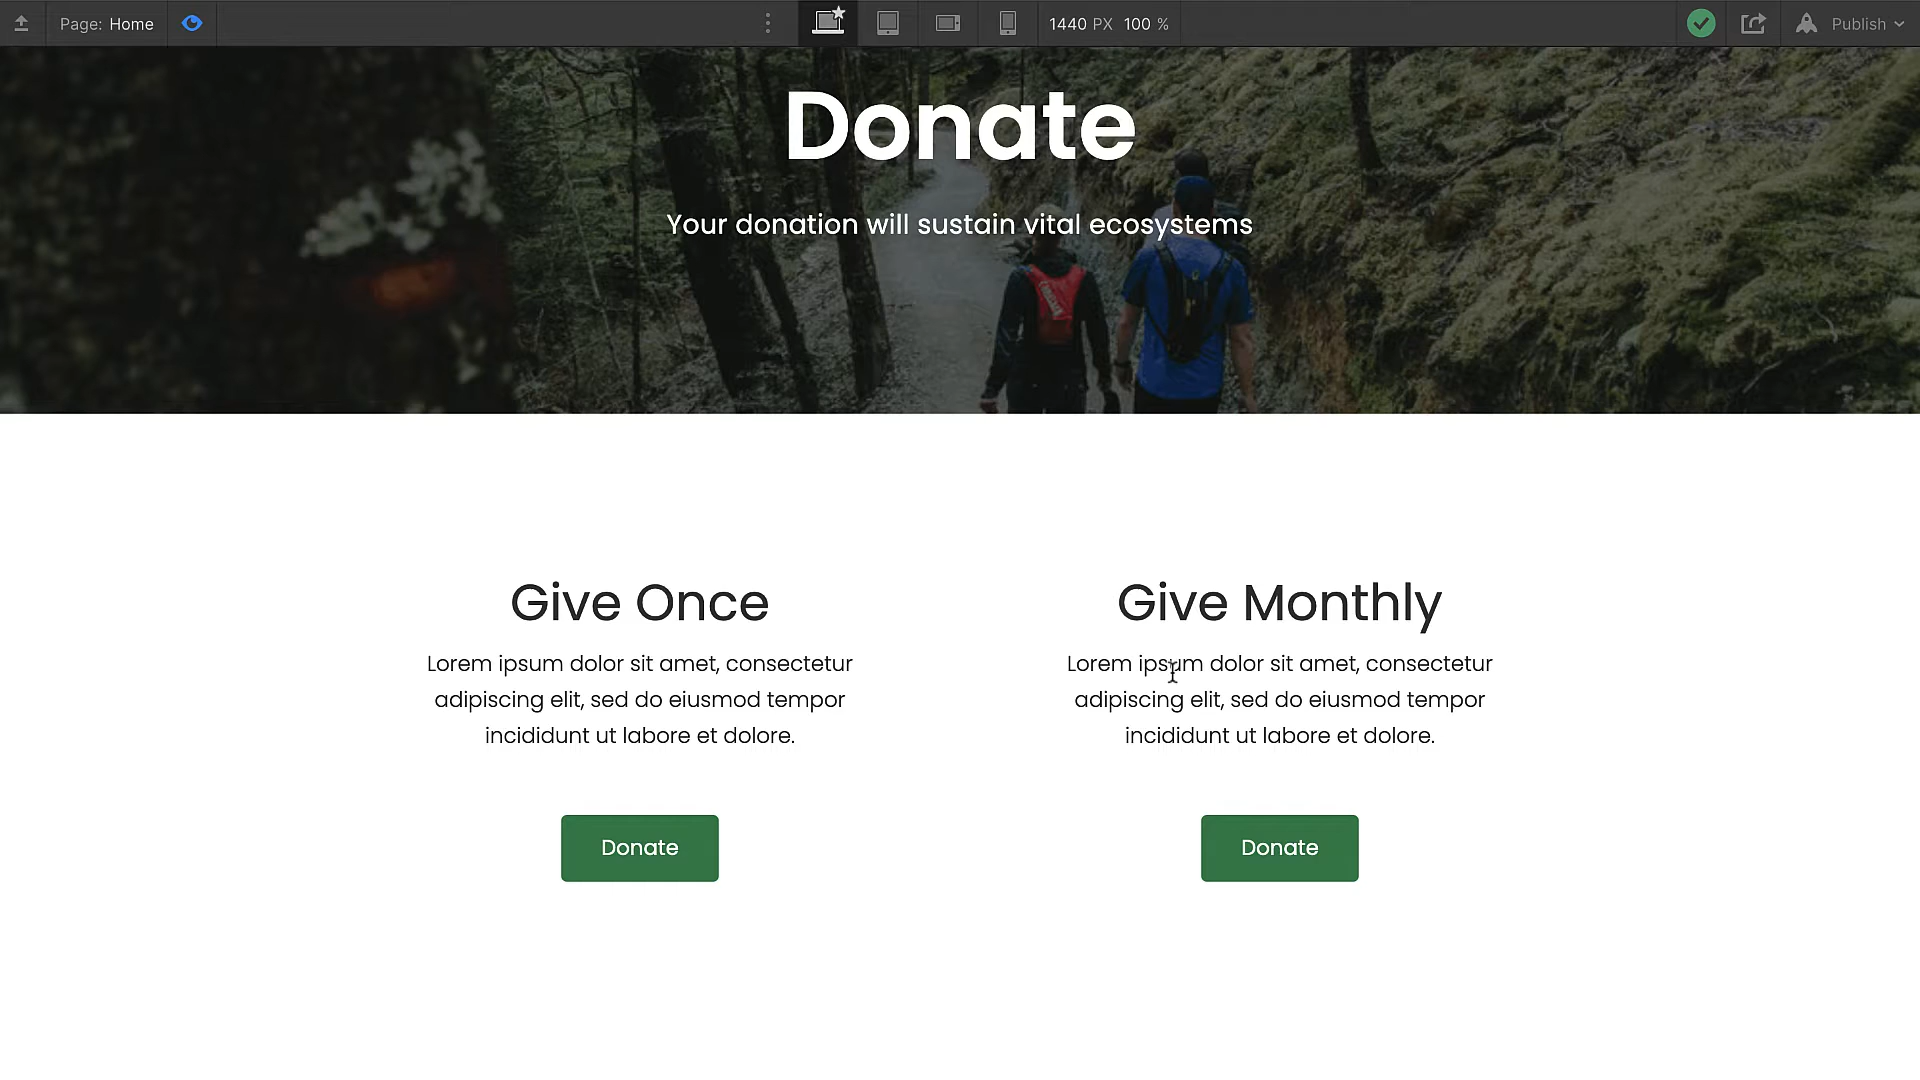 Page: Home
1440 PX 100 %
Publish
Donate
Your donation will sustain vital ecosystems
Give Once
Lorem ipsum dolor sit amet, consectetur
adipiscing elit, sed do eiusmod tempor
incididunt ut labore et dolore.
Donate
Give Monthly
Lorem ipsum dolor sit amet, consectetur
adipiscing elit, sed do eiusmod tempor
incididunt ut labore et dolore.
Donate